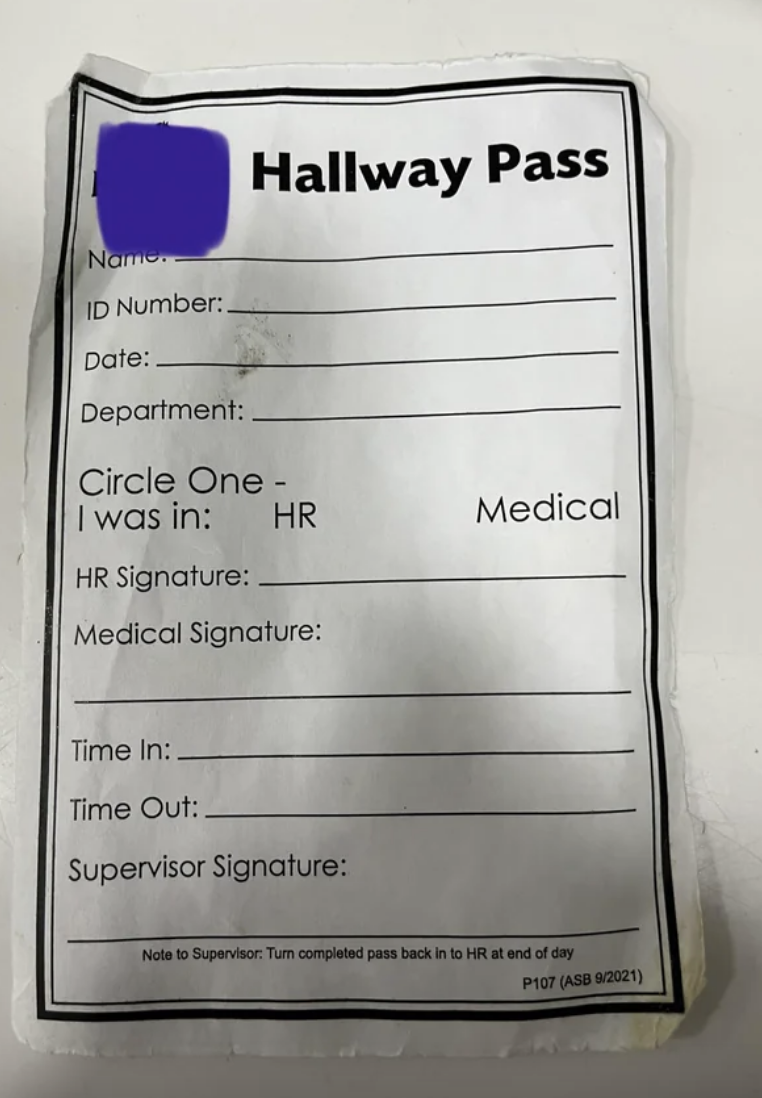 Hallway Pass
Name:
ID Number:
Date:
Department:
Circle One -
I was in: HR Medical
HR Signature:
Medical Signature:
Time In:
Time Out:
Supervisor Signature:
Note to Supervisor: Turn completed pass back in to HR at end of day
P107 (ASB 9/2021)